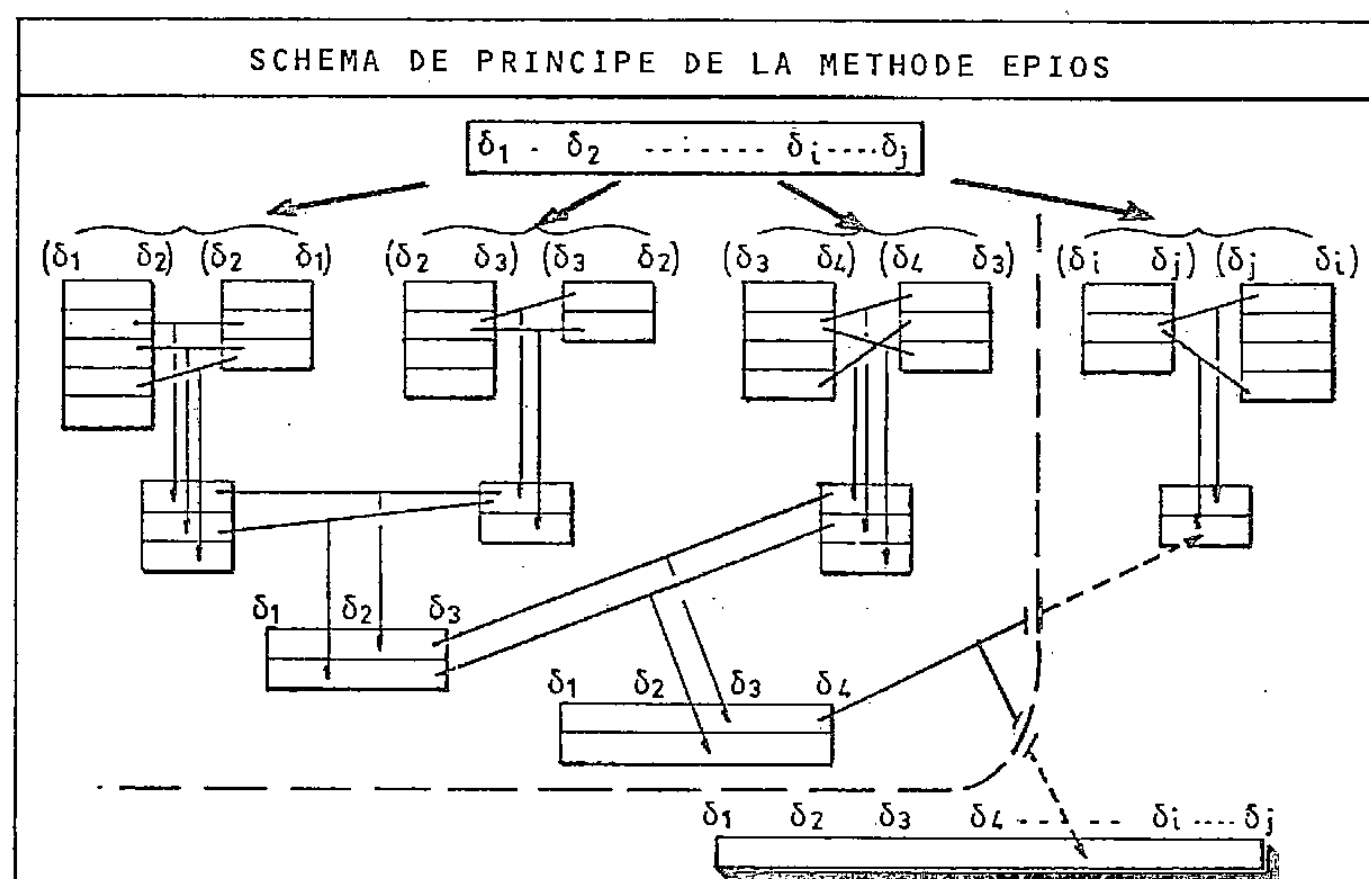 SCHEMA DE PRINCIPE DE LA METHODE EPIOS
δ1 - δ2 --------- δi----δj
(δ1 δ2) (δ2 δ1) (δ2 δ3) (δ3 δ2) (δ3 δ4) (δ4 δ3) (δi δj) (δj δi)
δ1 δ2 δ3
δ1 δ2 δ3 δ4
δ1 δ2 δ3 δ4 - - - - - - δi ---- δj